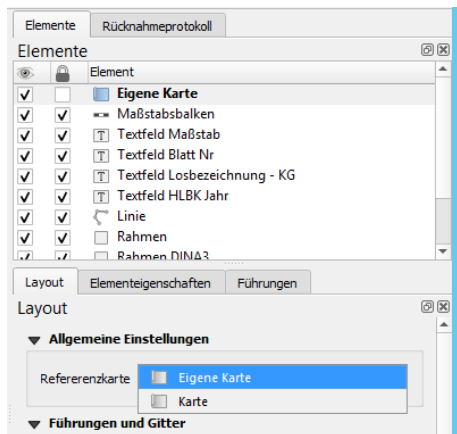 Elemente Rücknahmeprotokoll
Elemente
Element
Eigene Karte
Maßstabsbalken
T Textfeld Maßstab
T Textfeld Blatt Nr
T Textfeld Losbezeichnung - KG
T Textfeld HLBK Jahr
Linie
Rahmen
Rahmen DINA3
Layout Elementeigenschaften Führungen
Layout
Allgemeine Einstellungen
Refererenzkarte Eigene Karte
Karte
Führungen und Gitter